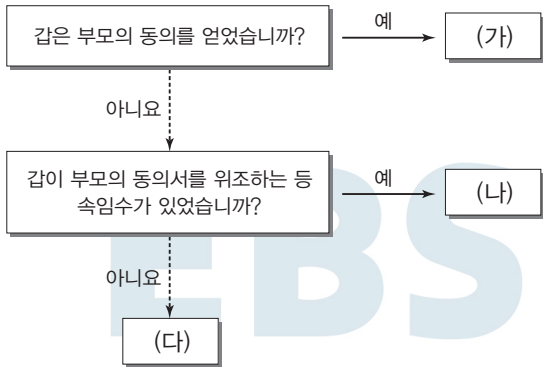 갑은 부모의 동의를 얻었습니까?
예
(가)
아니요
갑이 부모의 동의서를 위조하는 등
속임수가 있었습니까?
예
(나)
아니요
(다)
EBS